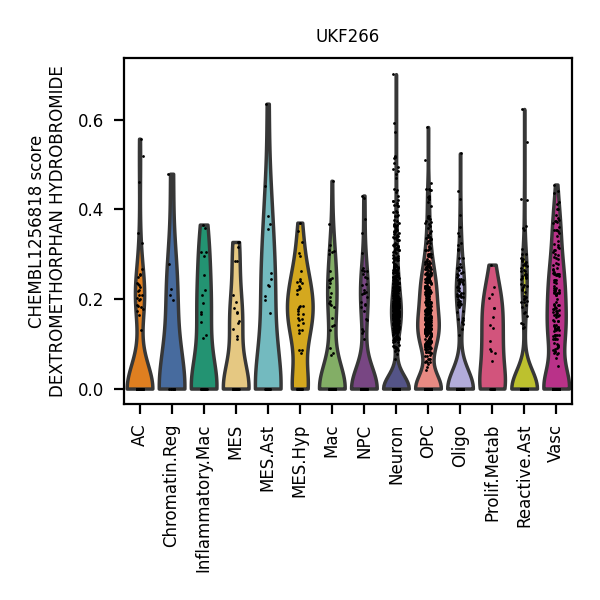 UKF266
CHEMBL1256818 score
DEXTROMETHORPHAN HYDROBROMIDE
0.6
0.4
0.2
0.0
AC
Chromatin.Reg
Inflammatory.Mac
MES
MES.Ast
MES.Hyp
Mac
NPC
Neuron
OPC
Oligo
Prolif.Metab
Reactive.Ast
Vasc